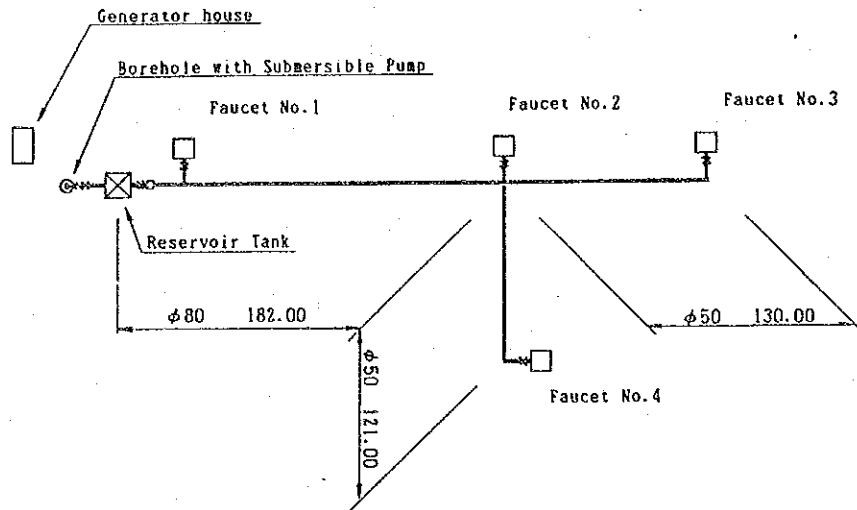 Generator house
Borehole with Submersible Pump
Faucet No.1
Faucet No.2
Faucet No.3
Reservoir Tank
φ80 182.00
φ50 130.00
φ50 121.00
Faucet No.4